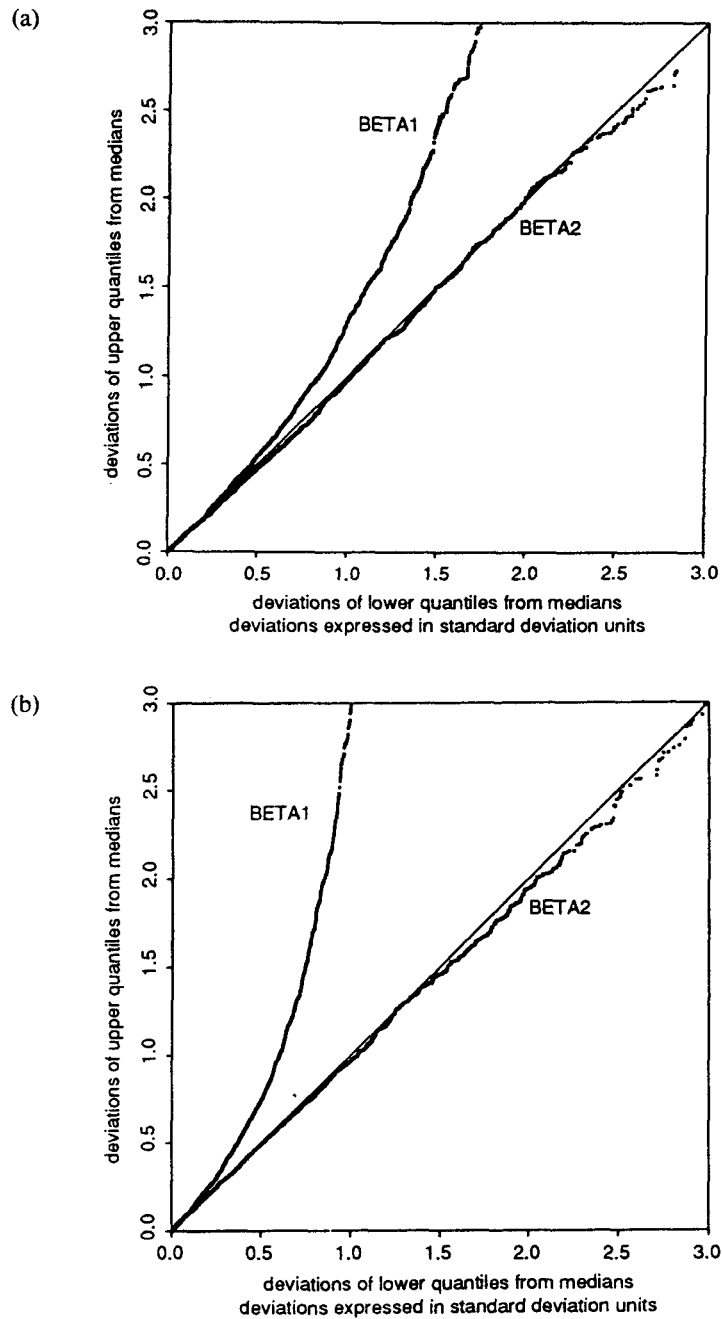 (a)
deviations of upper quantiles from medians
3.0
2.5
2.0
1.5
1.0
0.5
0.0
BETA1
BETA2
0.0 0.5 1.0 1.5 2.0 2.5 3.0
deviations of lower quantiles from medians
deviations expressed in standard deviation units
(b)
deviations of upper quantiles from medians
3.0
2.5
2.0
1.5
1.0
0.5
0.0
BETA1
BETA2
0.0 0.5 1.0 1.5 2.0 2.5 3.0
deviations of lower quantiles from medians
deviations expressed in standard deviation units